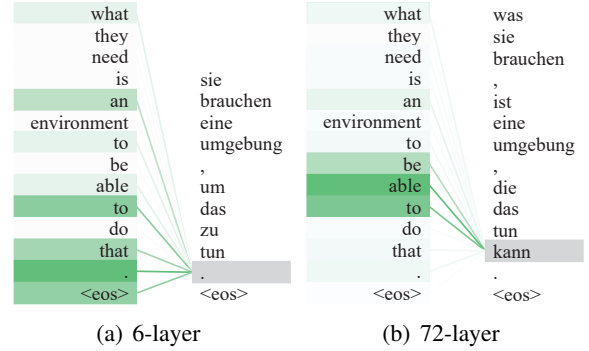 what
they
need
is
an
environment
to
be
able
to
do
that
.
<eos>
sie
brauchen
eine
umgebung
,
um
das
zu
tun
.
<eos>
(a) 6-layer
what
they
need
is
an
environment
to
be
able
to
do
that
.
<eos>
was
sie
brauchen
,
ist
eine
umgebung
,
die
das
tun
kann
.
<eos>
(b) 72-layer